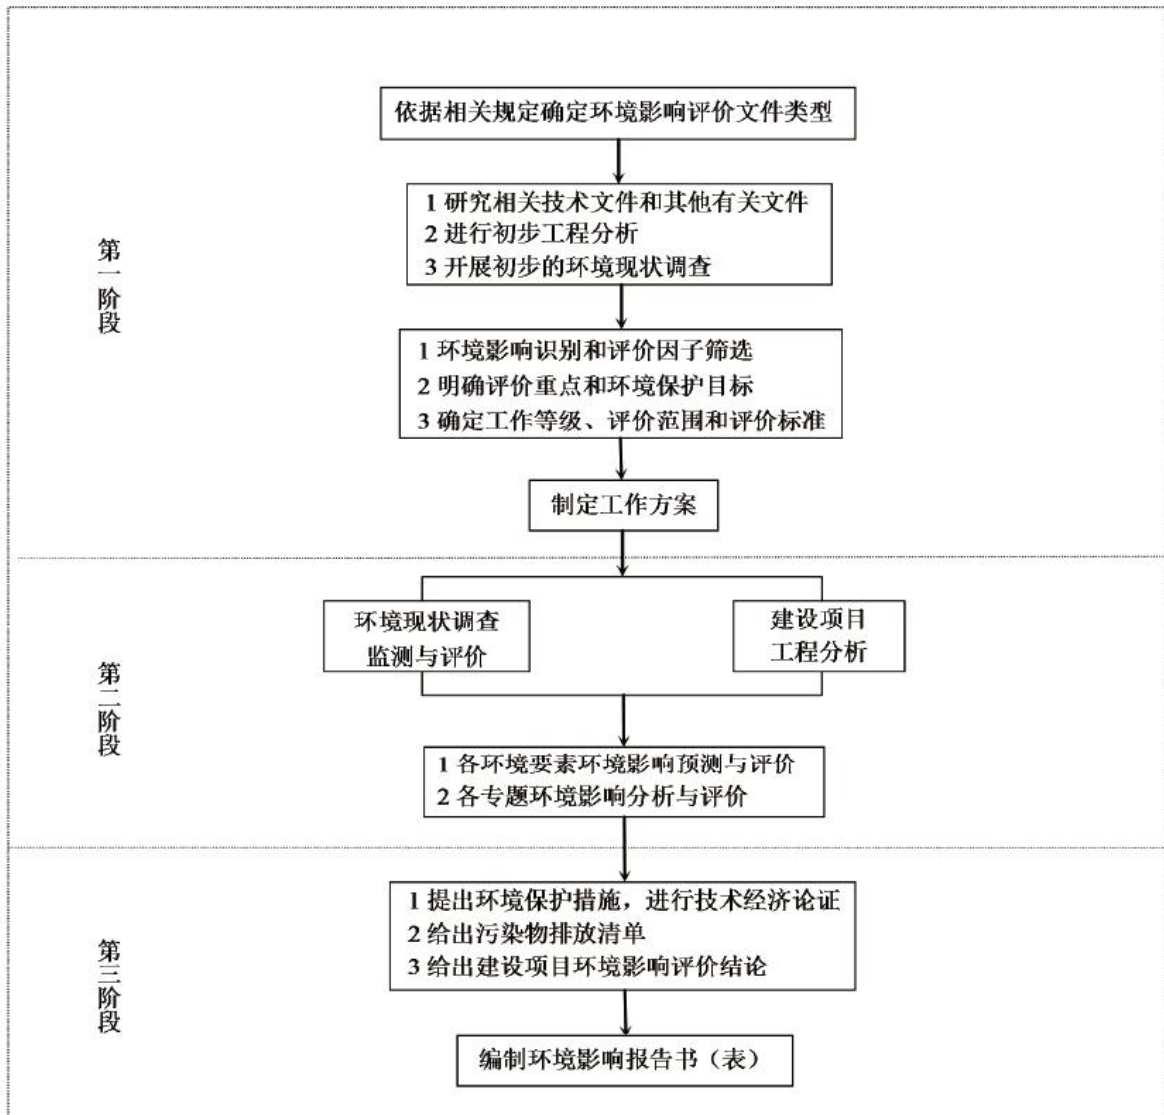 第一阶段
依据相关规定确定环境影响评价文件类型
1 研究相关技术文件和其他有关文件
2 进行初步工程分析
3 开展初步的环境现状调查
1 环境影响识别和评价因子筛选
2 明确评价重点和环境保护目标
3 确定工作等级、评价范围和评价标准
制定工作方案
第二阶段
环境现状调查
监测与评价
建设项目
工程分析
1 各环境要素环境影响预测与评价
2 各专题环境影响分析与评价
第三阶段
1 提出环境保护措施，进行技术经济论证
2 给出污染物排放清单
3 给出建设项目环境影响评价结论
编制环境影响报告书（表）